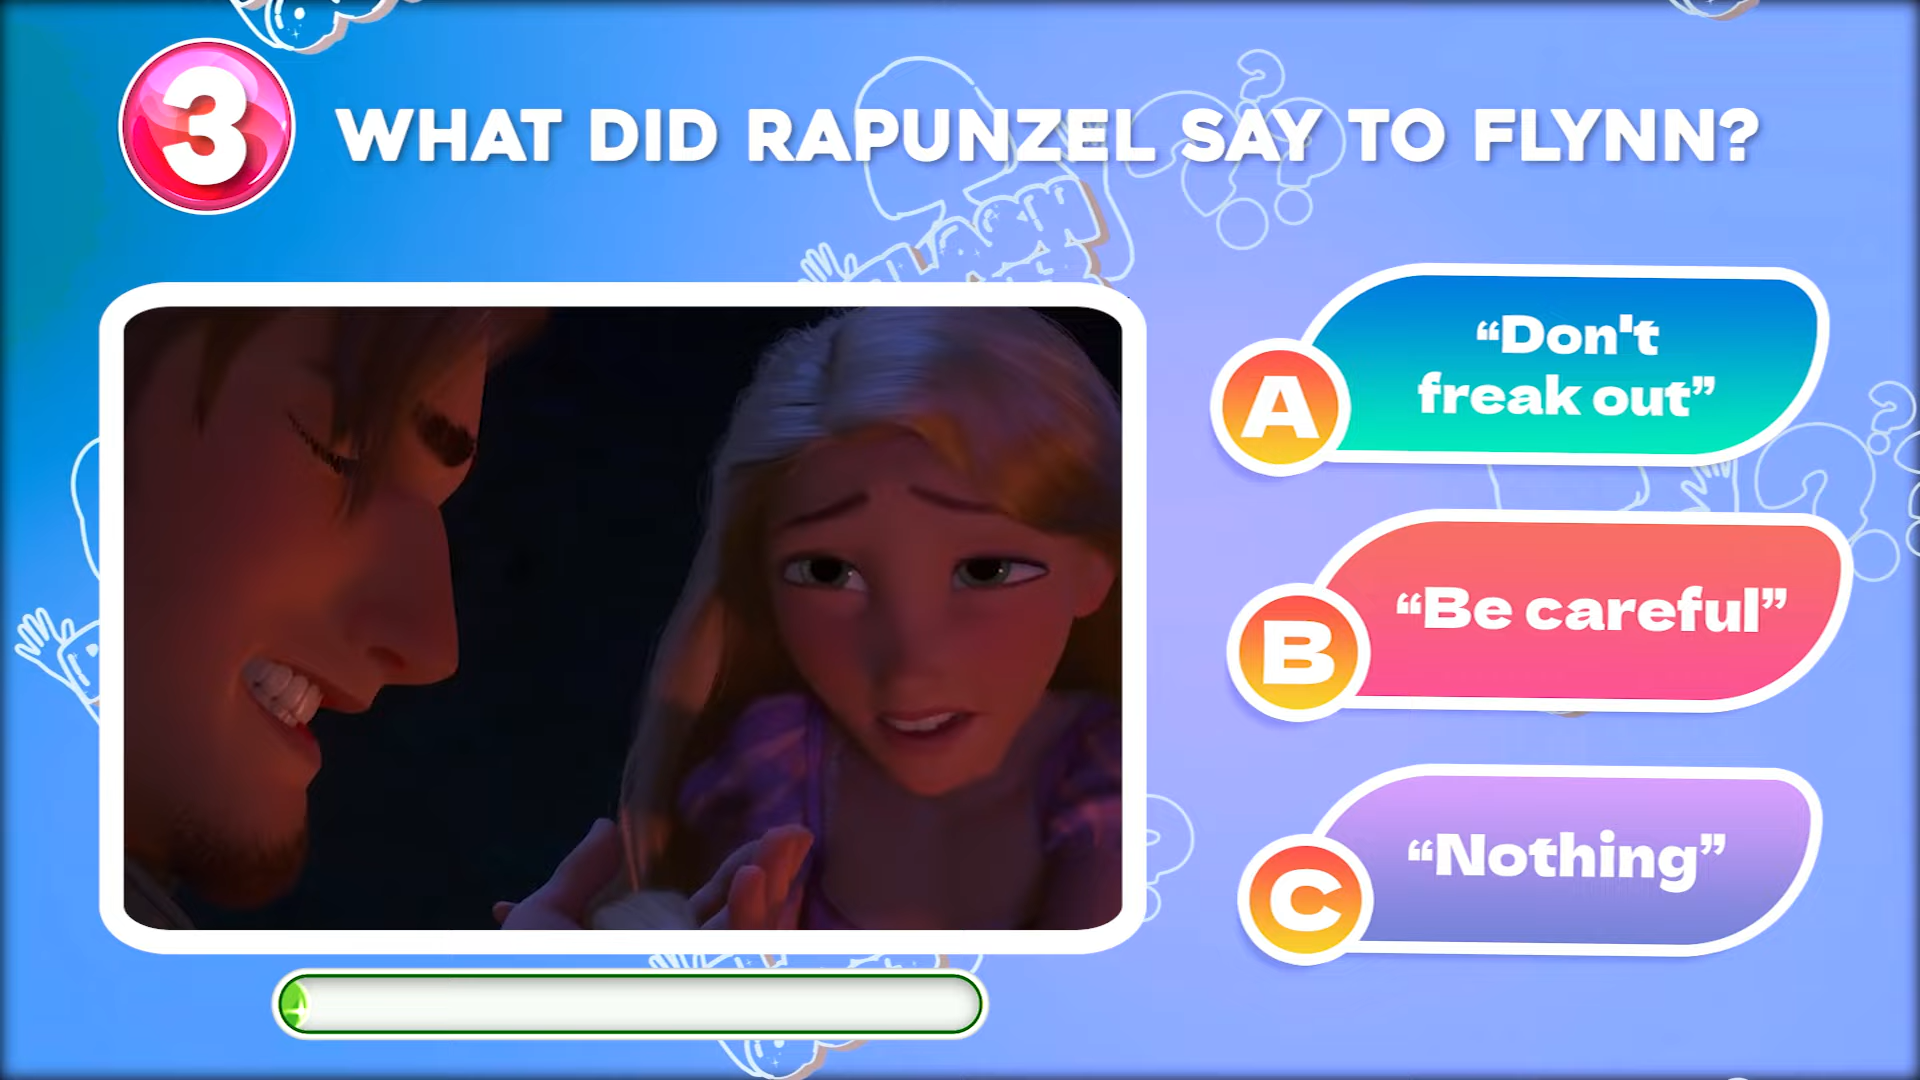 3
WHAT DID RAPUNZEL SAY TO FLYNN?
A
“Don't
freak out”
B
“Be careful”
C
“Nothing”